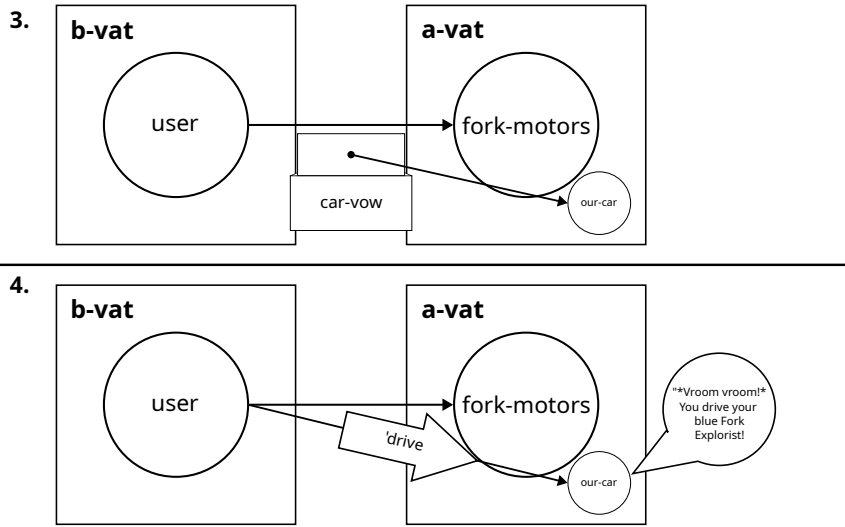 3.
b-vat
a-vat
user
fork-motors
car-vow
our-car
4.
b-vat
a-vat
user
fork-motors
'drive
our-car
"*Vroom vroom!*
You drive your
blue Fork
Explorist!